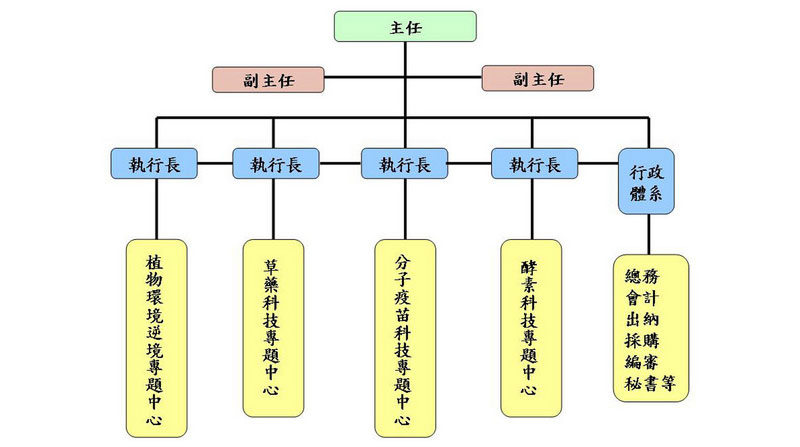 主任
副主任
副主任
執行長
執行長
執行長
執行長
行政
體系
植物環境逆境專題中心
草藥科技專題中心
分子疫苗科技專題中心
酵素科技專題中心
總務
會計
出納
採購
編審
秘書等